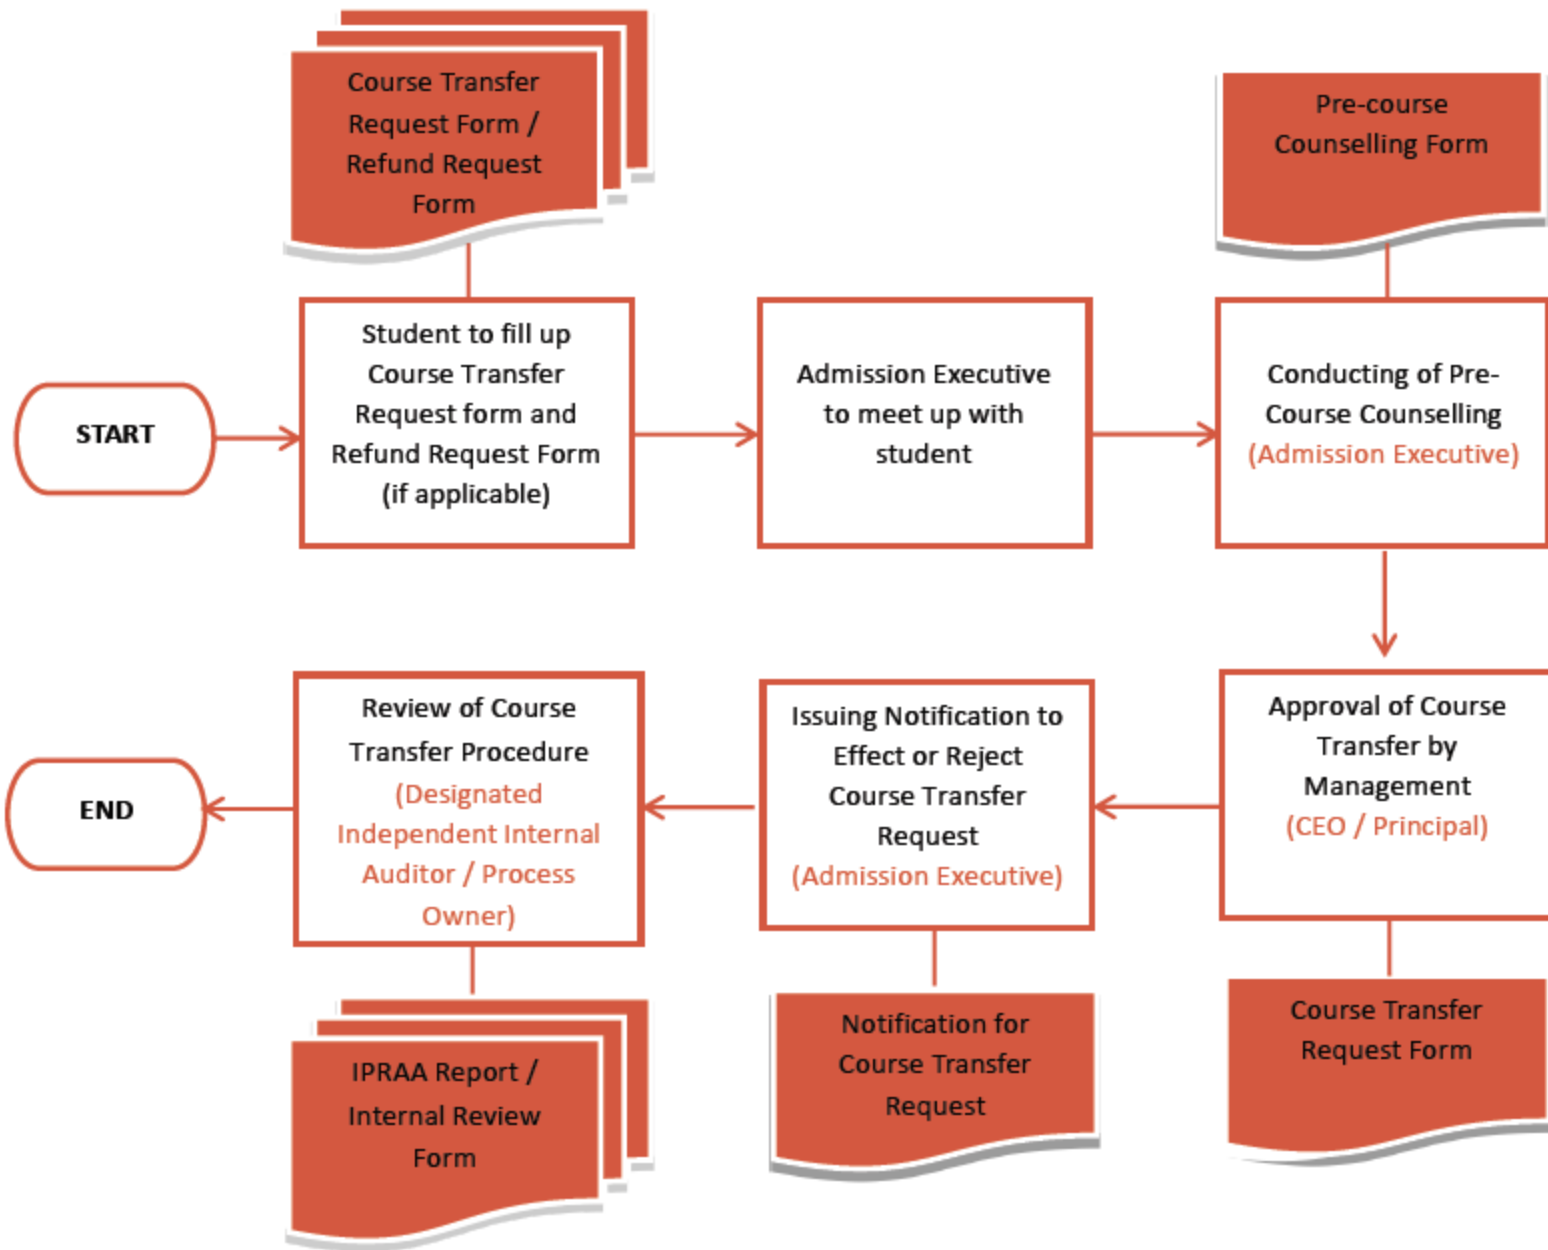 Course Transfer
Request Form /
Refund Request
Form
Pre-course
Counselling Form
START
Student to fill up
Course Transfer
Request form and
Refund Request Form
(if applicable)
Admission Executive
to meet up with
student
Conducting of Pre-
Course Counselling
(Admission Executive)
Approval of Course
Transfer by
Management
(CEO / Principal)
Issuing Notification to
Effect or Reject
Course Transfer
Request
(Admission Executive)
Review of Course
Transfer Procedure
(Designated
Independent Internal
Auditor / Process
Owner)
END
Course Transfer
Request Form
Notification for
Course Transfer
Request
IPRAA Report /
Internal Review
Form